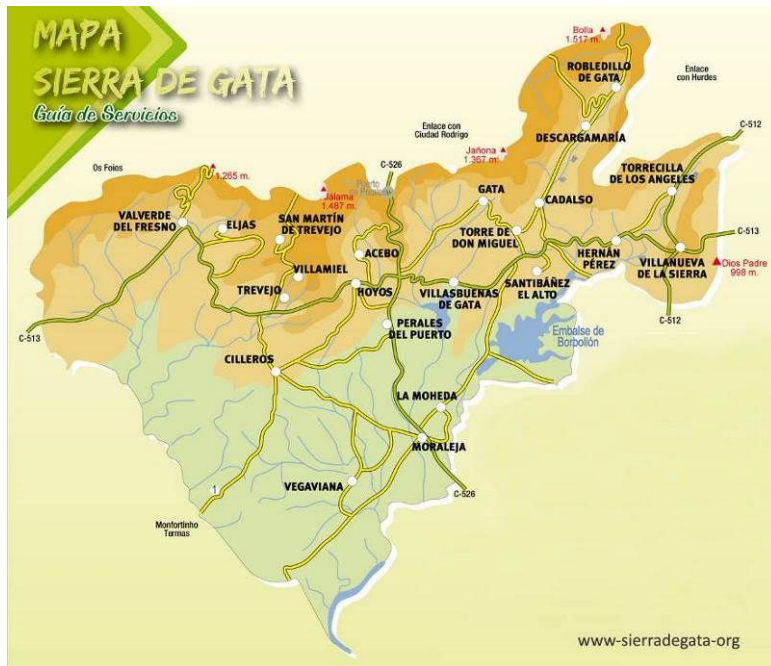 MAPA
SIERRA DE GATA
Guía de Servicios
Bolla
1.517 m.
ROBLEDILLO
DE GATA
Enlace
con Hurdes
Enlace con
Ciudad Rodrigo
DESCARGAMARÍA
C-512
Jañona
1.367 m.
Os Foios
1.265 m.
C-526
Jálama
1.487 m.
Puerto
TORRECILLA
DE LOS ANGELES
GATA
CADALSO
VALVERDE
DEL FRESNO
ELJAS
SAN MARTÍN
DE TREVEJO
TORRE DE
DON MIGUEL
C-513
ACEBO
HERNÁN
PÉREZ
VILLANUEVA
DE LA SIERRA
Dios Padre
998 m.
VILLAMIEL
TREVEJO
HOYOS
VILLASBUENAS
DE GATA
SANTIBÁÑEZ
EL ALTO
C-512
C-513
PERALES
DEL PUERTO
Embalse de
Borbollón
CILLEROS
LA MOHEDA
MORALEJA
VEGAVIANA
1
C-526
Monfortinho
Termas
www-sierradegata-org